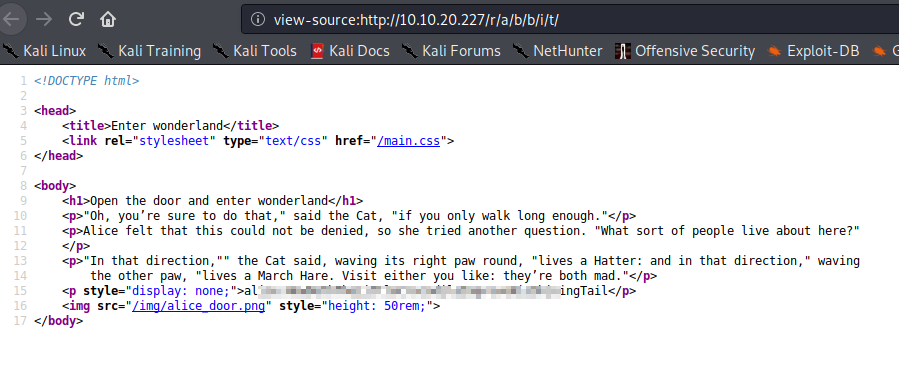 view-source:http://10.10.20.227/r/a/b/b/i/t/
Kali Linux Kali Training Kali Tools Kali Docs Kali Forums NetHunter Offensive Security Exploit-DB G
1 <!DOCTYPE html>
2
3 <head>
4 <title>Enter wonderland</title>
5 <link rel="stylesheet" type="text/css" href="/main.css">
6 </head>
7
8 <body>
9 <h1>Open the door and enter wonderland</h1>
10 <p>"Oh, you’re sure to do that," said the Cat, "if you only walk long enough."</p>
11 <p>Alice felt that this could not be denied, so she tried another question. "What sort of people live about here?"
12 </p>
13 <p>"In that direction,"" the Cat said, waving its right paw round, "lives a Hatter: and in that direction," waving
14 the other paw, "lives a March Hare. Visit either you like: they’re both mad."</p>
15 <p style="display: none;">al ingTail</p>
16 <img src="/img/alice_door.png" style="height: 50rem;">
17 </body>